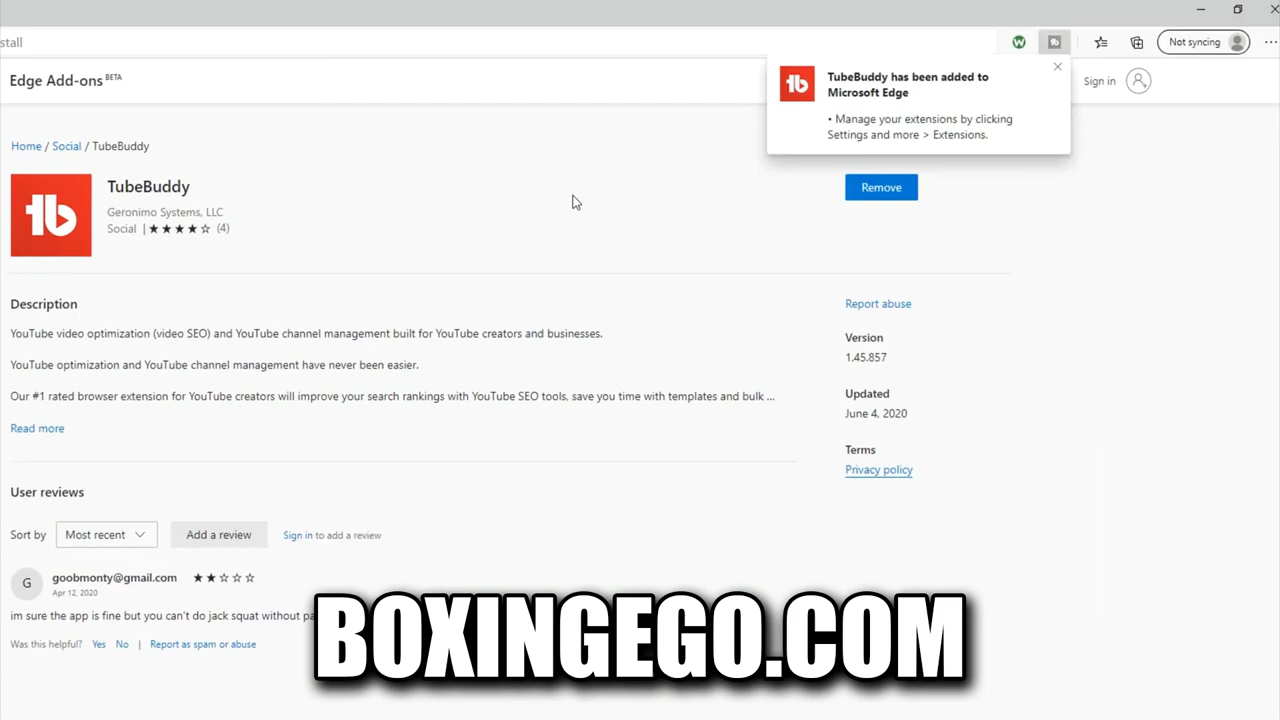 stall
Not syncing
Edge Add-ons BETA
TubeBuddy has been added to
Microsoft Edge
• Manage your extensions by clicking
Settings and more > Extensions.
Sign in
Home / Social / TubeBuddy
tb
TubeBuddy
Geronimo Systems, LLC
Social | ★★★★☆ (4)
Remove
Description
YouTube video optimization (video SEO) and YouTube channel management built for YouTube creators and businesses.
YouTube optimization and YouTube channel management have never been easier.
Our #1 rated browser extension for YouTube creators will improve your search rankings with YouTube SEO tools, save you time with templates and bulk ...
Read more
Report abuse
Version
1.45.857
Updated
June 4, 2020
Terms
Privacy policy
User reviews
Sort by Most recent Add a review Sign in to add a review
G goobmonty@gmail.com ★★☆☆☆
Apr 12, 2020
im sure the app is fine but you can't do jack squat without
Was this helpful? Yes No | Report as spam or abuse
BOXINGEGO.COM